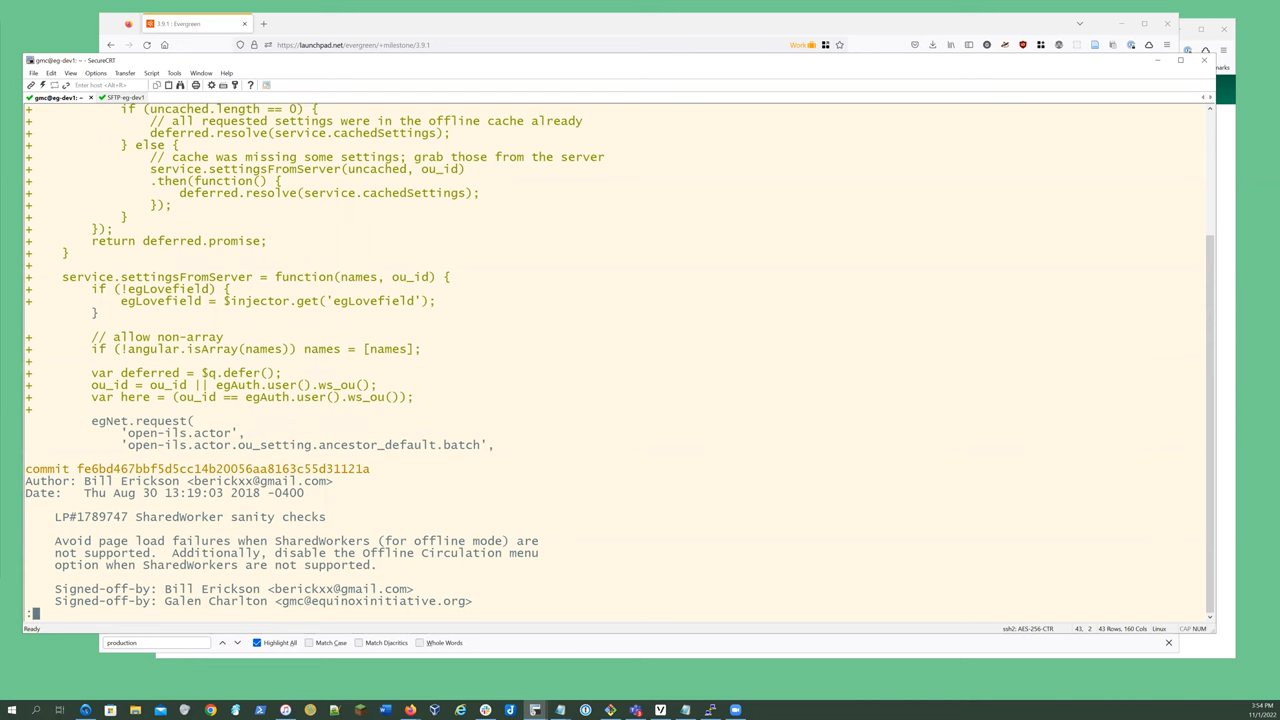 3.9.1 : Evergreen
https://launchpad.net/evergreen/+milestone/3.9.1
Work
gmc@eg-dev1: ~ - SecureCRT
File Edit View Options Transfer Script Tools Window Help
Enter host <Alt+R>
gmc@eg-dev1: ~
SFTP-eg-dev1
+ if (uncached.length == 0) {
+ // all requested settings were in the offline cache already
+ deferred.resolve(service.cachedSettings);
+ } else {
+ // cache was missing some settings; grab those from the server
+ service.settingsFromServer(uncached, ou_id)
+ .then(function() {
+ deferred.resolve(service.cachedSettings);
+ });
+ }
+ });
+ return deferred.promise;
+ }
+
+ service.settingsFromServer = function(names, ou_id) {
+ if (!egLovefield) {
+ egLovefield = $injector.get('egLovefield');
}
+ // allow non-array
+ if (!angular.isArray(names)) names = [names];
+
+ var deferred = $q.defer();
+ ou_id = ou_id || egAuth.user().ws_ou();
+ var here = (ou_id == egAuth.user().ws_ou());
+
egNet.request(
'open-ils.actor',
'open-ils.actor.ou_setting.ancestor_default.batch',
commit fe6bd467bbf5d5cc14b20056aa8163c55d31121a
Author: Bill Erickson <berickxx@gmail.com>
Date: Thu Aug 30 13:19:03 2018 -0400
LP#1789747 SharedWorker sanity checks
Avoid page load failures when SharedWorkers (for offline mode) are
not supported. Additionally, disable the Offline Circulation menu
option when SharedWorkers are not supported.
Signed-off-by: Bill Erickson <berickxx@gmail.com>
Signed-off-by: Galen Charlton <gmc@equinoxinitiative.org>
:
Ready
ssh2: AES-256-CTR 43, 2 43 Rows, 160 Cols Linux CAP NUM
production
Highlight All Match Case Match Diacritics Whole Words
3:54 PM
11/1/2022